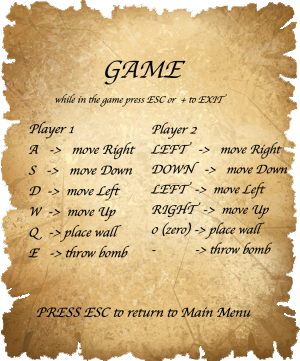 GAME
while in the game press ESC or + to EXIT
Player 1 Player 2
A -> move Right LEFT -> move Right
S -> move Down DOWN -> move Down
D -> move Left LEFT -> move Left
W -> move Up RIGHT -> move Up
Q -> place wall 0 (zero) -> place wall
E -> throw bomb . -> throw bomb
PRESS ESC to return to Main Menu